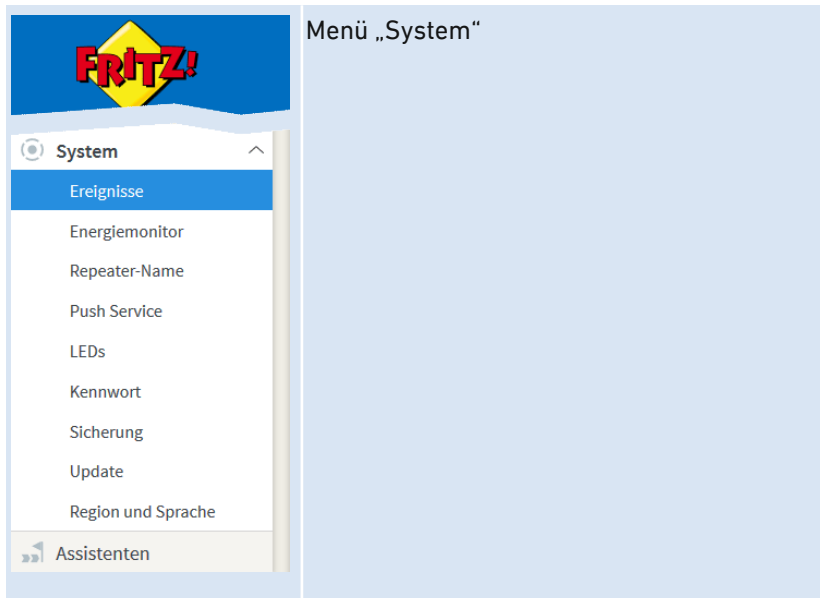 FRITZ!
Menü „System“
System
Ereignisse
Energiemonitor
Repeater-Name
Push Service
LEDs
Kennwort
Sicherung
Update
Region und Sprache
Assistenten